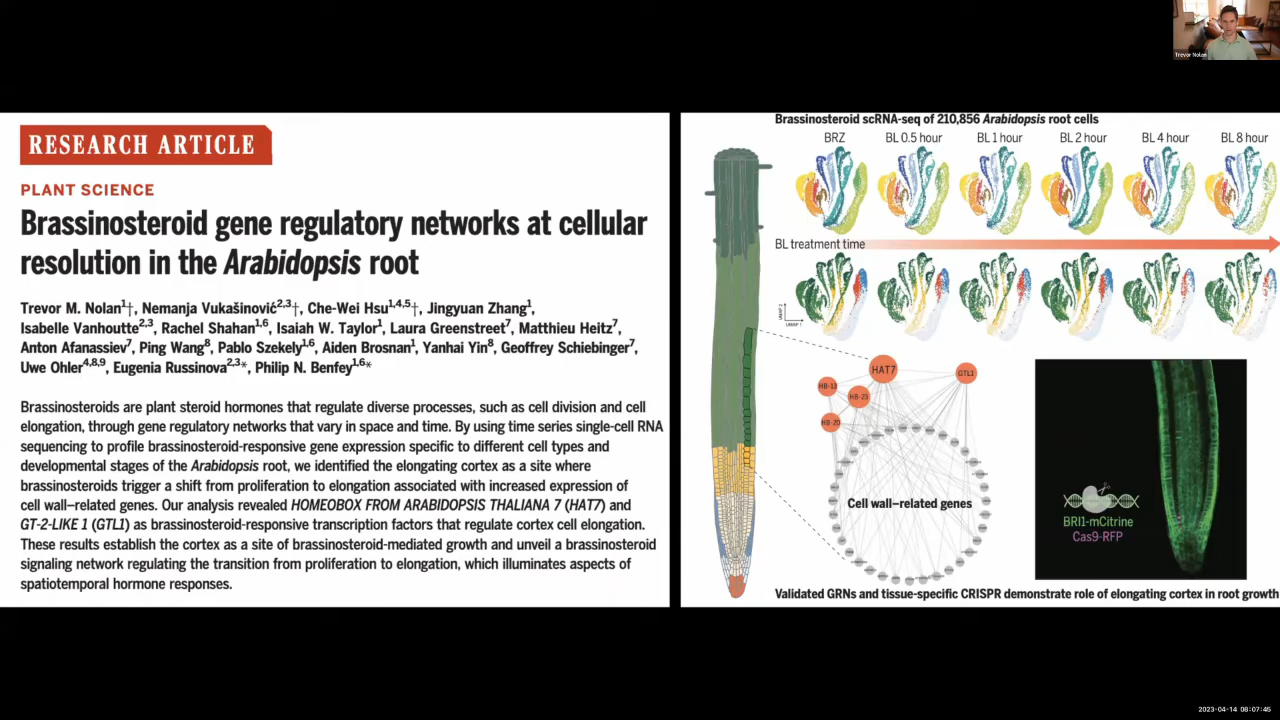 Trevor Nolan
RESEARCH ARTICLE
PLANT SCIENCE
Brassinosteroid gene regulatory networks at cellular
resolution in the Arabidopsis root
Trevor M. Nolan1†, Nemanja Vukašinović2,3†, Che-Wei Hsu1,4,5†, Jingyuan Zhang1,
Isabelle Vanhoutte2,3, Rachel Shahan1,6, Isaiah W. Taylor1, Laura Greenstreet7, Matthieu Heitz7,
Anton Afanassiev7, Ping Wang8, Pablo Szekely1,6, Aiden Brosnan1, Yanhai Yin8, Geoffrey Schiebinger7,
Uwe Ohler4,8,9, Eugenia Russinova2,3*, Philip N. Benfey1,6*
Brassinosteroids are plant steroid hormones that regulate diverse processes, such as cell division and cell
elongation, through gene regulatory networks that vary in space and time. By using time series single-cell RNA
sequencing to profile brassinosteroid-responsive gene expression specific to different cell types and
developmental stages of the Arabidopsis root, we identified the elongating cortex as a site where
brassinosteroids trigger a shift from proliferation to elongation associated with increased expression of
cell wall–related genes. Our analysis revealed HOMEOBOX FROM ARABIDOPSIS THALIANA 7 (HAT7) and
GT-2-LIKE 1 (GTL1) as brassinosteroid-responsive transcription factors that regulate cortex cell elongation.
These results establish the cortex as a site of brassinosteroid-mediated growth and unveil a brassinosteroid
signaling network regulating the transition from proliferation to elongation, which illuminates aspects of
spatiotemporal hormone responses.
Brassinosteroid scRNA-seq of 210,856 Arabidopsis root cells
BRZ BL 0.5 hour BL 1 hour BL 2 hour BL 4 hour BL 8 hour
BL treatment time
UMAP 2
UMAP 1
HAT7
GTL1
HB-13
HB-23
HB-20
Cell wall–related genes
BRI1-mCitrine
Cas9-RFP
Validated GRNs and tissue-specific CRISPR demonstrate role of elongating cortex in root growth
2023-04-14 08:07:45